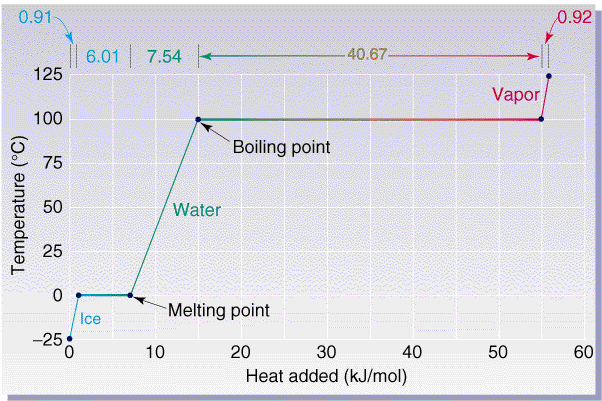 0.91 0.92
6.01 7.54 40.67
125
Vapor
100
Boiling point
75
Temperature (°C)
50
Water
25
0
Melting point
Ice
−25
0 10 20 30 40 50 60
Heat added (kJ/mol)